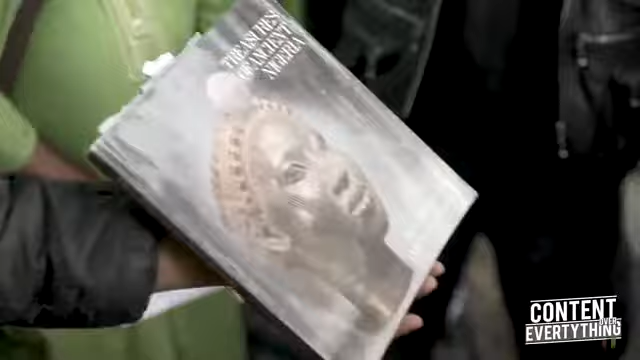 TREASURES
OF ANCIENT
NIGERIA
CONTENT
OVER
EVERYTHING